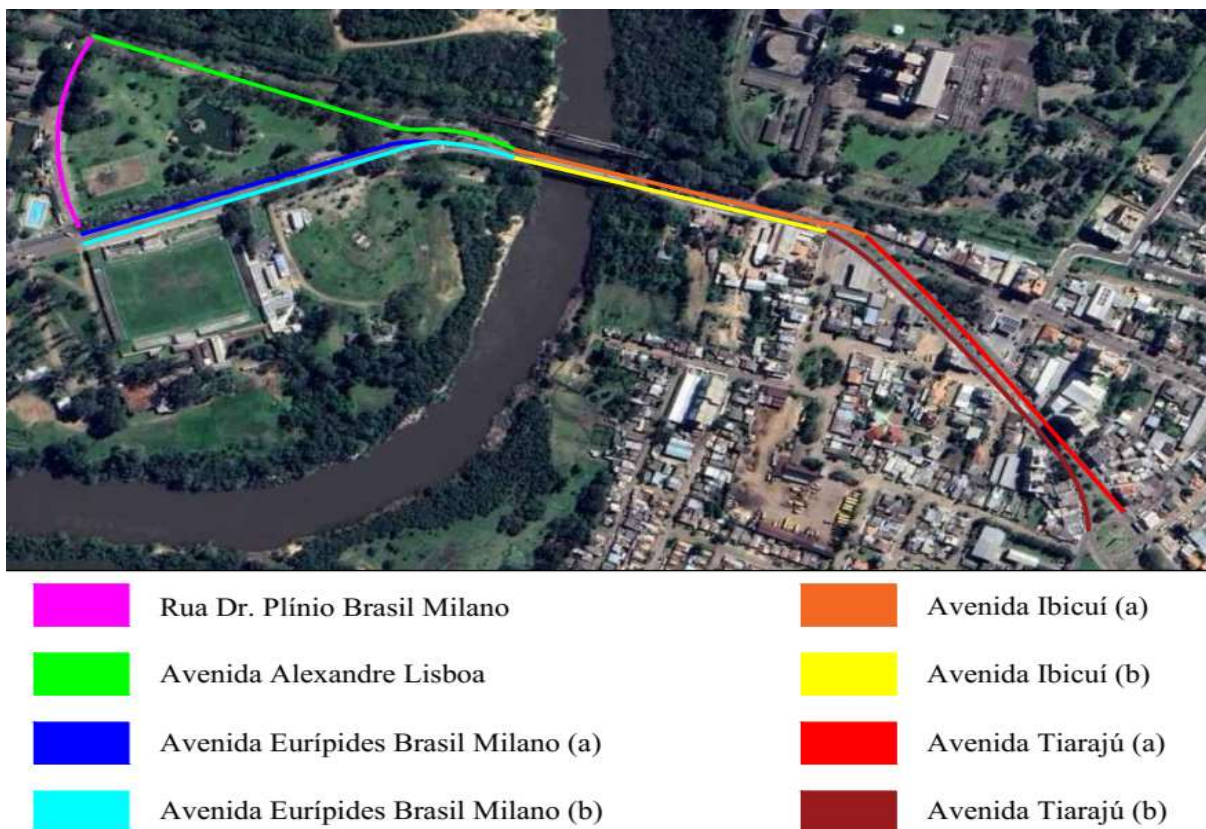 Rua Dr. Plínio Brasil Milano
Avenida Alexandre Lisboa
Avenida Eurípides Brasil Milano (a)
Avenida Eurípides Brasil Milano (b)
Avenida Ibicuí (a)
Avenida Ibicuí (b)
Avenida Tiarajú (a)
Avenida Tiarajú (b)